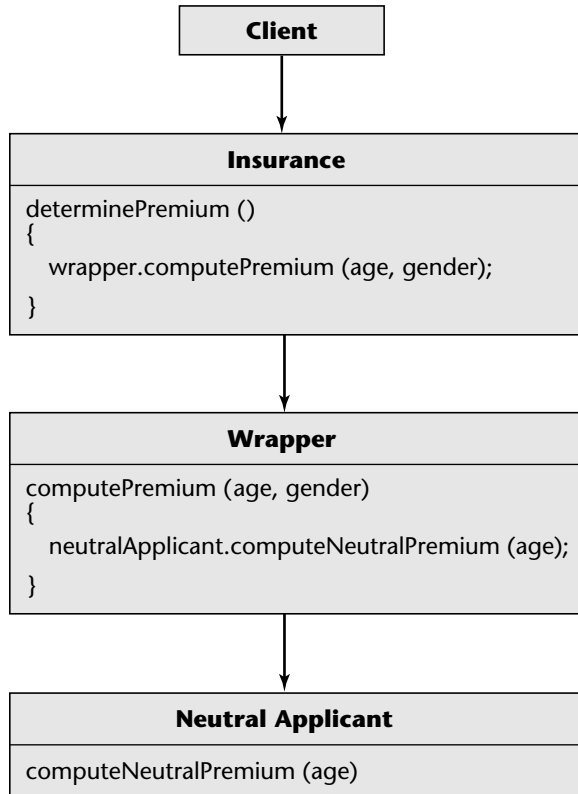 Client
Insurance
determinePremium ()
{
wrapper.computePremium (age, gender);
}
Wrapper
computePremium (age, gender)
{
neutralApplicant.computeNeutralPremium (age);
}
Neutral Applicant
computeNeutralPremium (age)